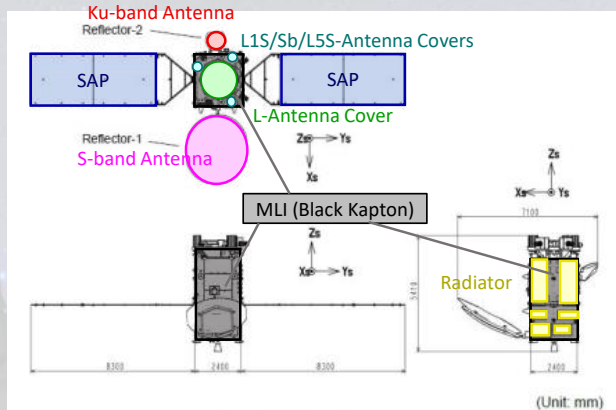 Ku-band Antenna
Reflector-2
L1S/Sb/L5S-Antenna Covers
SAP
SAP
L-Antenna Cover
Reflector-1
S-band Antenna
Zs
Ys
Xs
MLI (Black Kapton)
Zs
Xs
Ys
7100
Zs
Xs
Ys
Radiator
5410
8300
2400
8300
2400
(Unit: mm)